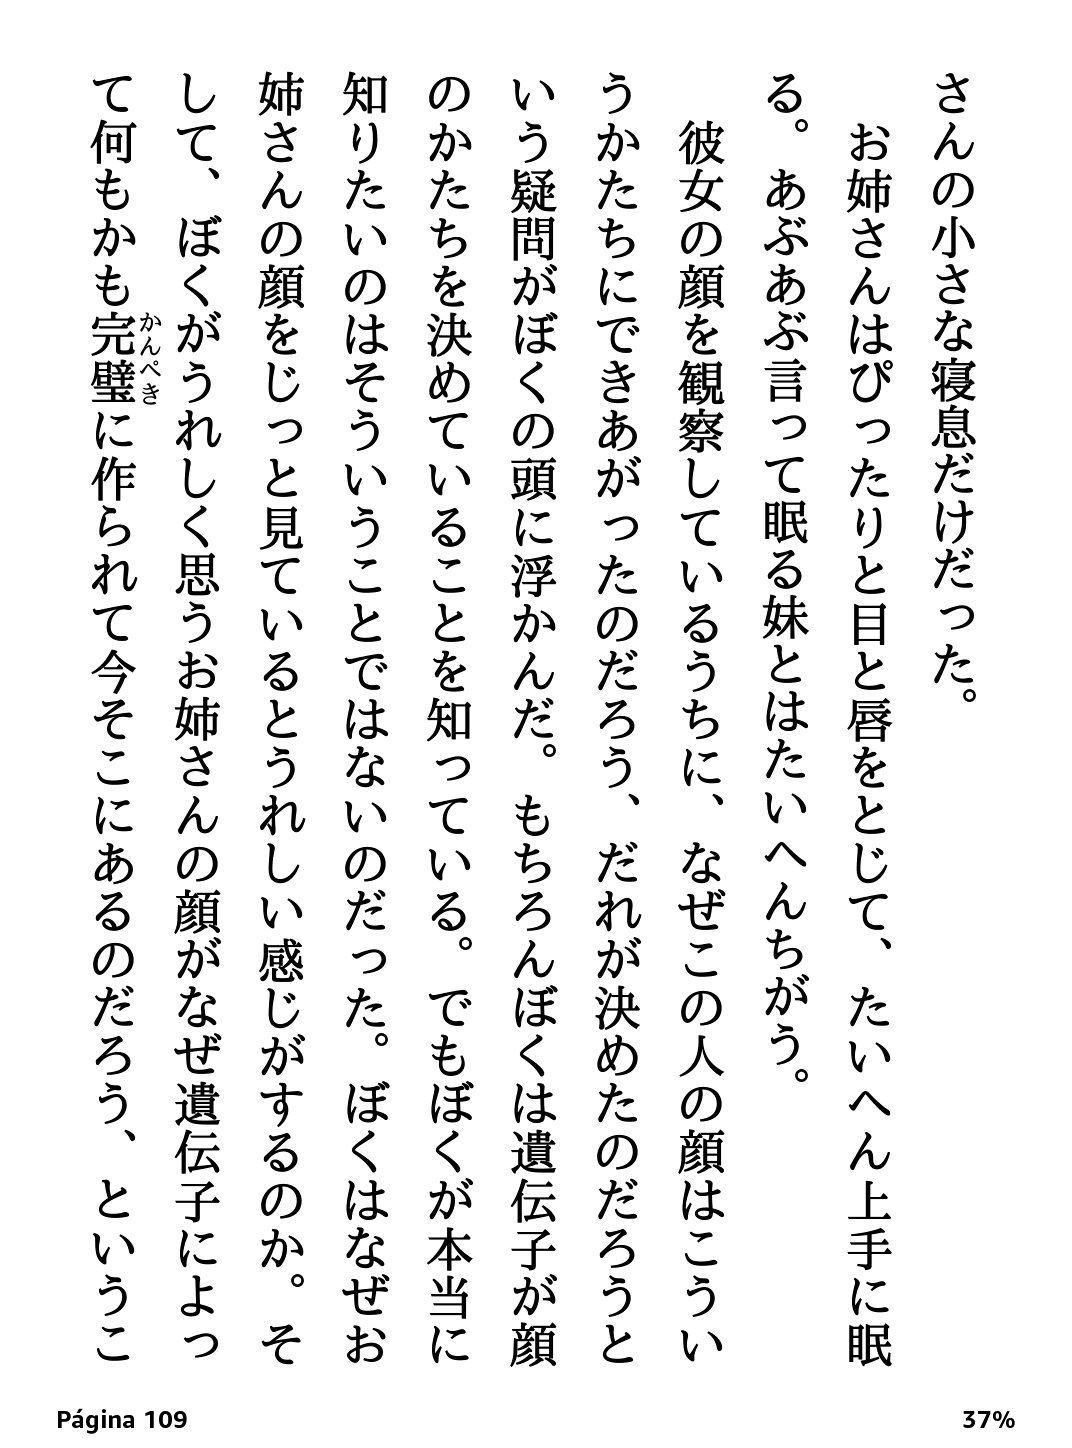 さんの小さな寝息だけだった。
　お姉さんはぴったりと目と唇をとじて、たいへん上手に眠
る。あぶあぶ言って眠る妹とはたいへんちがう。
　彼女の顔を観察しているうちに、なぜこの人の顔はこうい
うかたちにできあがったのだろう、だれが決めたのだろうと
いう疑問がぼくの頭に浮かんだ。もちろんぼくは遺伝子が顔
のかたちを決めていることを知っている。でもぼくが本当に
知りたいのはそういうことではないのだった。ぼくはなぜお
姉さんの顔をじっと見ているとうれしい感じがするのか。そ
して、ぼくがうれしく思うお姉さんの顔がなぜ遺伝子によっ
て何もかも完璧に作られて今そこにあるのだろう、というこ
かんぺき
Página 109
37%